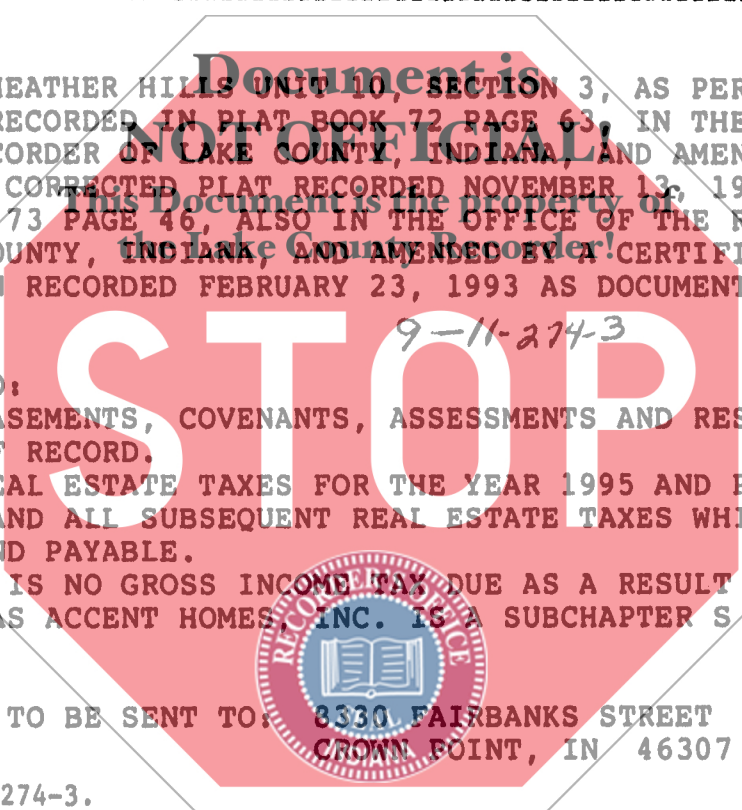 Document is
HEATHER HILLS UNIT 10, SECTION 3, AS PER
RECORDED IN PLAT BOOK 72 PAGE 63, IN THE
NOT OFFICIAL!
CORDER OF LAKE COUNTY, INDIANA, AND AMEN
CORRECTED PLAT RECORDED NOVEMBER 13, 19
This Document is the property of
73 PAGE 46, ALSO IN THE OFFICE OF THE R
the Lake County Recorder!
OUNTY, INDIANA, AND AMENDED BY A CERTIFI
RECORDED FEBRUARY 23, 1993 AS DOCUMENT
9-11-274-3
STOP
ASEMENTS, COVENANTS, ASSESSMENTS AND RES
RECORD.
EAL ESTATE TAXES FOR THE YEAR 1995 AND P
AND ALL SUBSEQUENT REAL ESTATE TAXES WHI
D PAYABLE.
IS NO GROSS INCOME TAX DUE AS A RESULT
AS ACCENT HOMES, INC. IS A SUBCHAPTER S
SEAL
TO BE SENT TO: 8330 FAIRBANKS STREET
CROWN POINT, IN 46307
INDIANA
274-3.